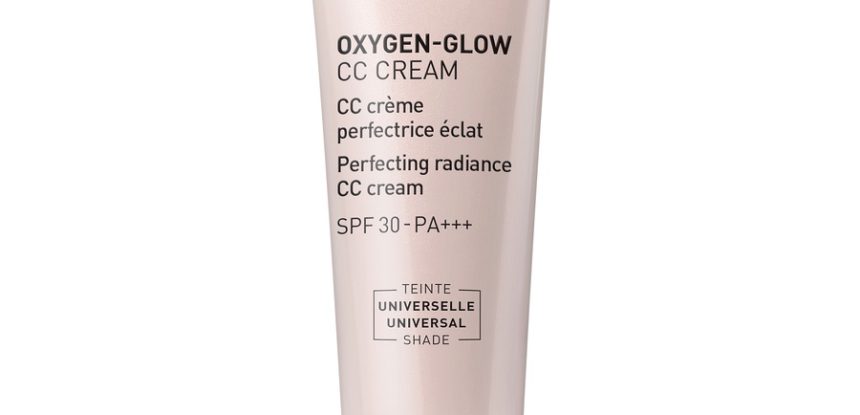 OXYGEN-GLOW
CC CREAM
CC crème
perfectrice éclat
Perfecting radiance
CC cream
SPF 30-PA+++
TEINTE
UNIVERSELLE
UNIVERSAL
SHADE